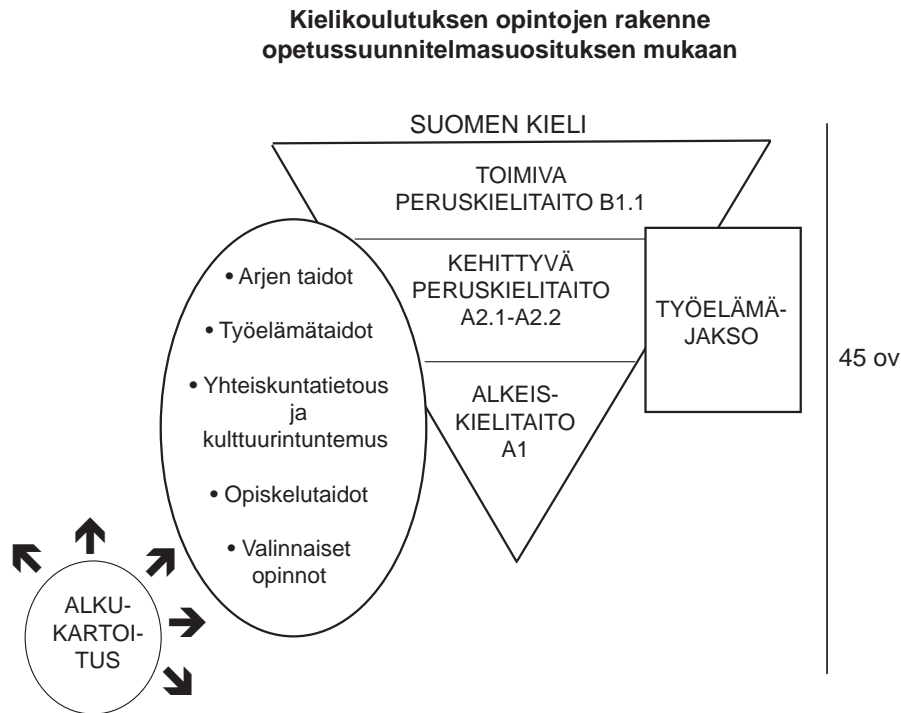 Kielikoulutuksen opintojen rakenne
opetussuunnitelmasuosituksen mukaan
SUOMEN KIELI
TOIMIVA
PERUSKIELITAITO B1.1
KEHITTYVÄ
PERUSKIELITAITO
A2.1-A2.2
ALKEIS-
KIELITAITO
A1
• Arjen taidot
• Työelämätaidot
• Yhteiskuntatietous
ja
kulttuurintuntemus
• Opiskelutaidot
• Valinnaiset
opinnot
TYÖELÄMÄ-
JAKSO
45 ov
ALKU-
KARTOI-
TUS